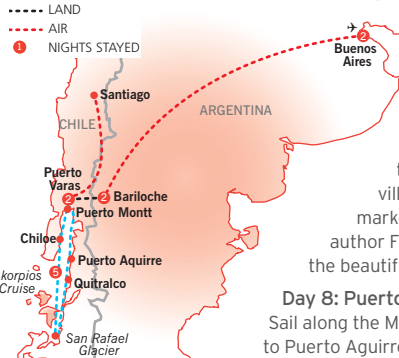 LAND
AIR
1 NIGHTS STAYED
2
Buenos
Aires
Santiago
ARGENTINA
CHILE
Puerto
Varas
2
2 Bariloche
Puerto Montt
Chiloe
Puerto Aquirre
5
korpios
Cruise
Quitralco
San Rafael
Glacier
t
vill
mark
author F
the beautif
Day 8: Puerto
Sail along the M
to Puerto Aguirre